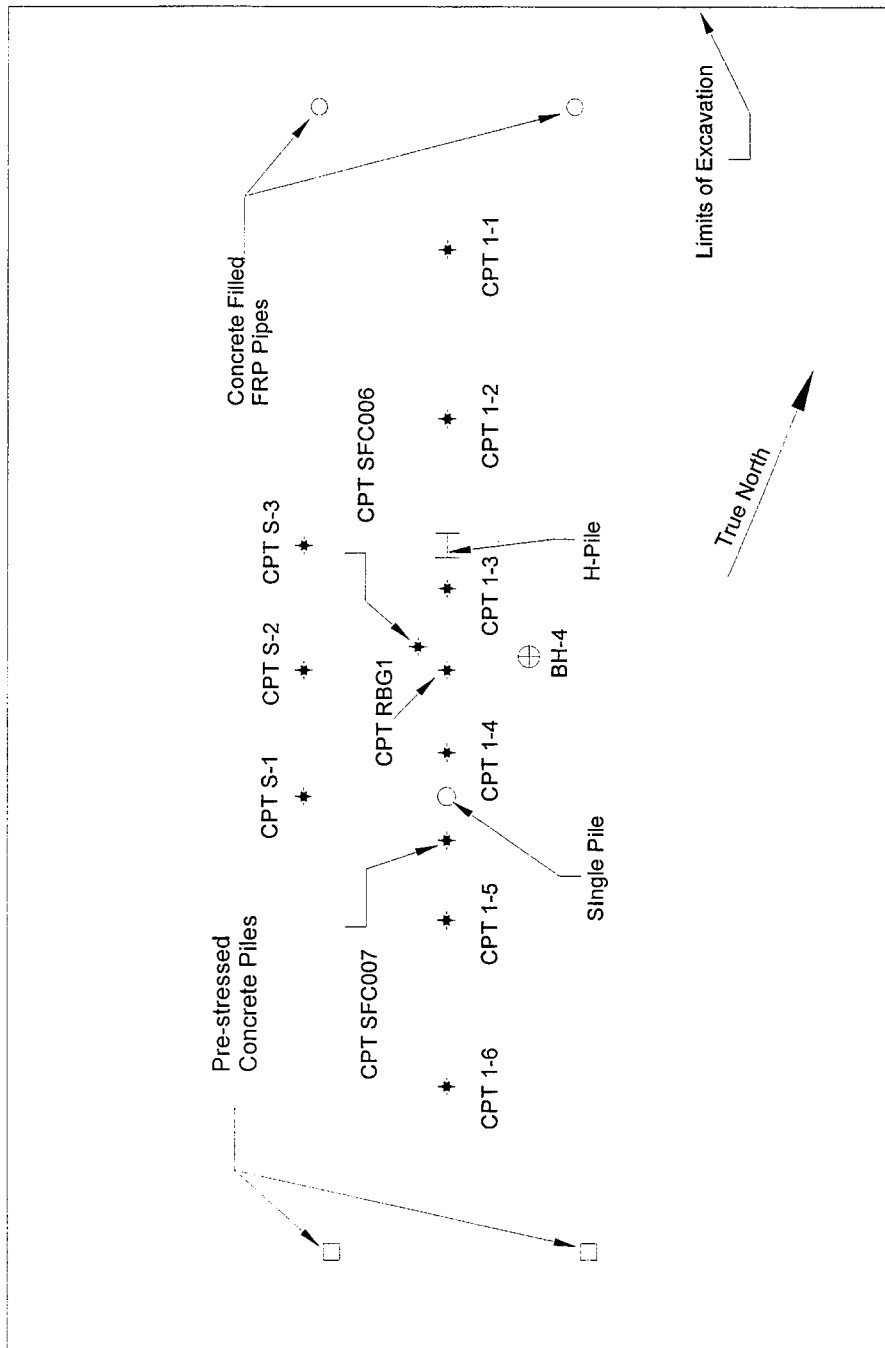 Pre-stressed
Concrete Piles
Concrete Filled
FRP Pipes
CPT S-1
CPT S-2
CPT S-3
CPT SFC007
CPT RBG1
CPT SFC006
CPT 1-6
CPT 1-5
CPT 1-4
CPT 1-3
CPT 1-2
CPT 1-1
BH-4
SIngle Pile
H-Pile
True North
Limits of Excavation